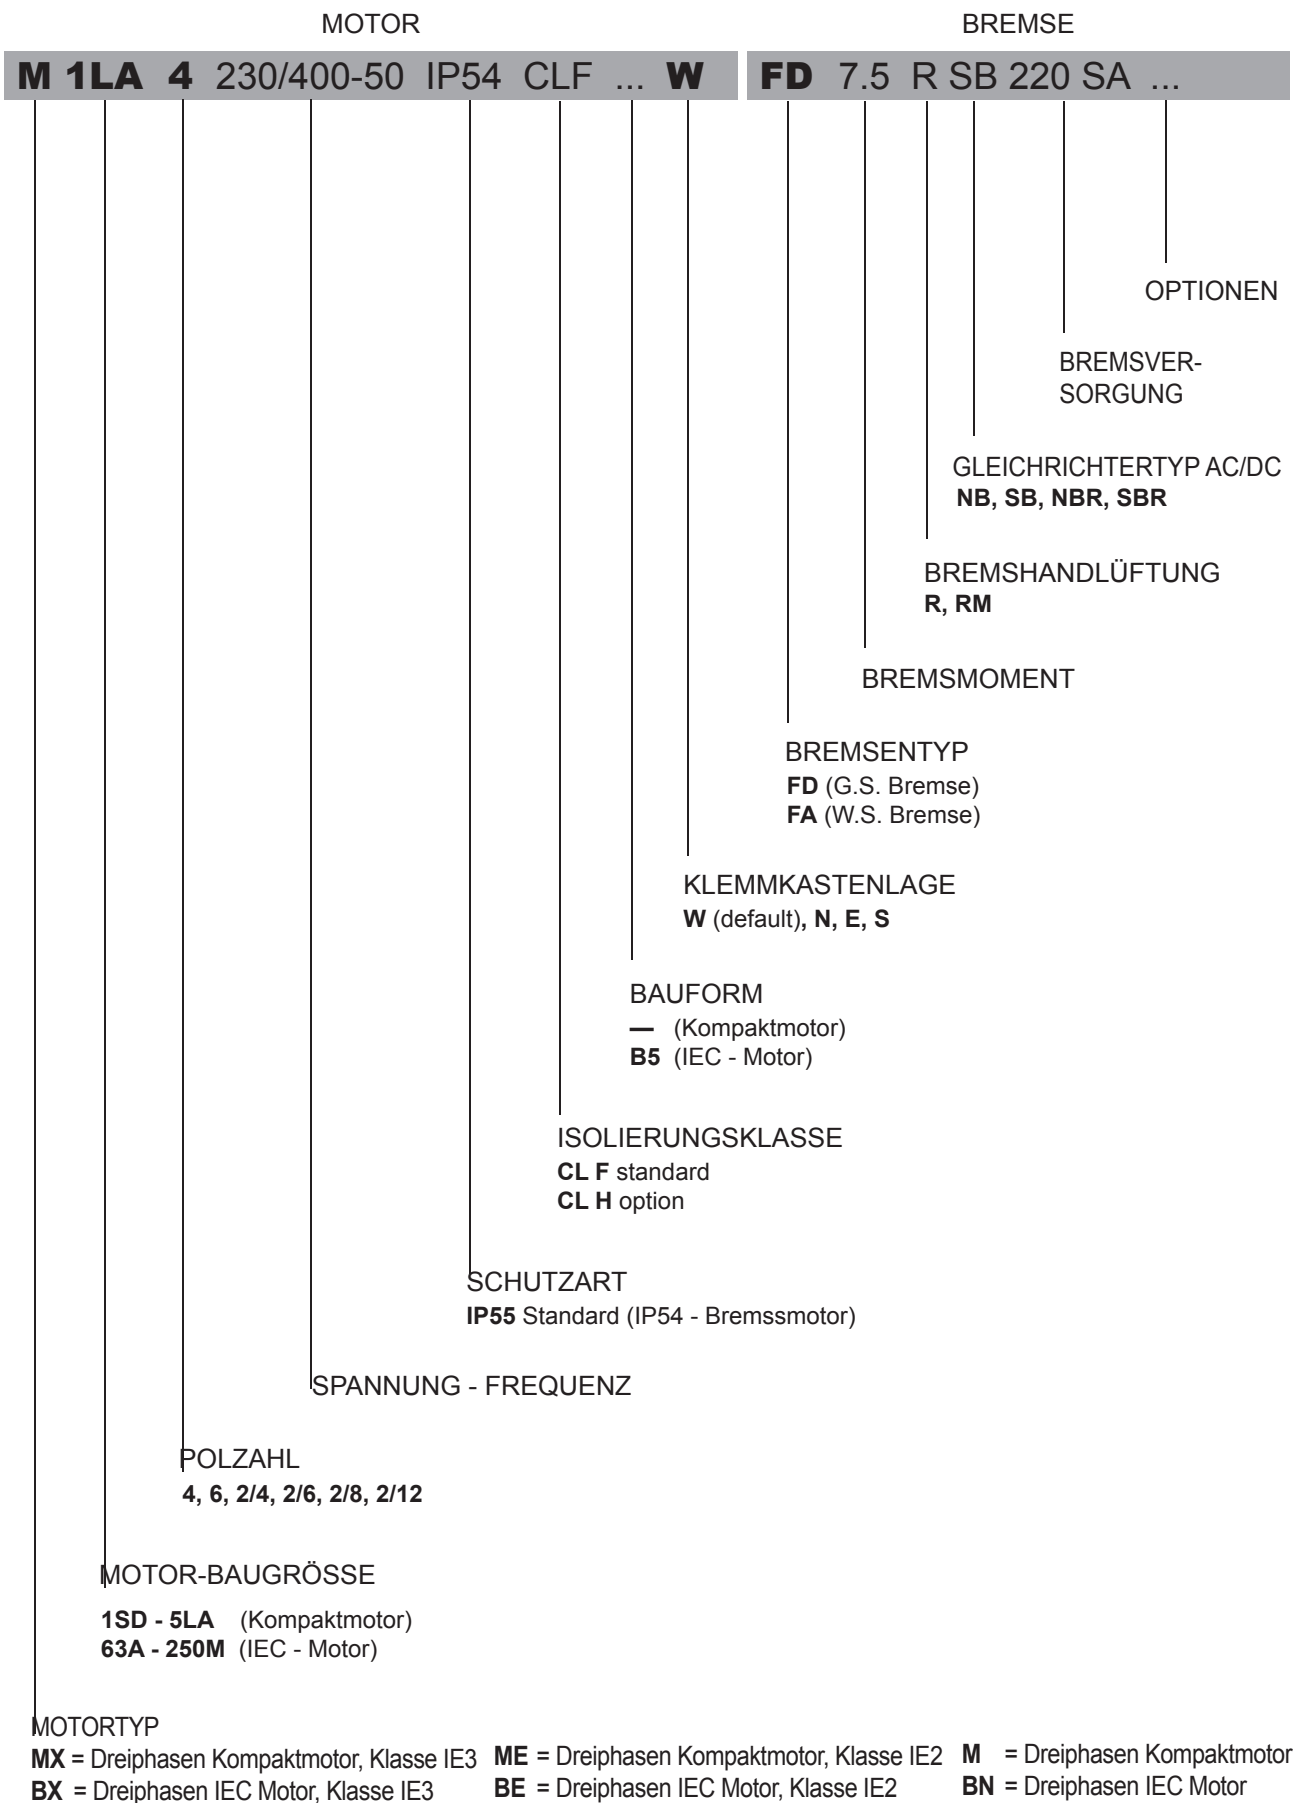 MOTOR
BREMSE
M 1LA 4 230/400-50 IP54 CLF ... W
FD 7.5 R SB 220 SA ...
OPTIONEN
BREMSVER-
SORGUNG
GLEICHRICHTERTYP AC/DC
NB, SB, NBR, SBR
BREMSHANDLÜFTUNG
R, RM
BREMSMOMENT
BREMSENTYP
FD (G.S. Bremse)
FA (W.S. Bremse)
KLEMMKASTENLAGE
W (default), N, E, S
BAUFORM
— (Kompaktmotor)
B5 (IEC - Motor)
ISOLIERUNGSKLASSE
CL F standard
CL H option
SCHUTZART
IP55 Standard (IP54 - Bremssmotor)
SPANNUNG - FREQUENZ
POLZAHL
4, 6, 2/4, 2/6, 2/8, 2/12
MOTOR-BAUGRÖSSE
1SD - 5LA (Kompaktmotor)
63A - 250M (IEC - Motor)
MOTORTYP
MX = Dreiphasen Kompaktmotor, Klasse IE3
BX = Dreiphasen IEC Motor, Klasse IE3
ME = Dreiphasen Kompaktmotor, Klasse IE2
BE = Dreiphasen IEC Motor, Klasse IE2
M = Dreiphasen Kompaktmotor
BN = Dreiphasen IEC Motor